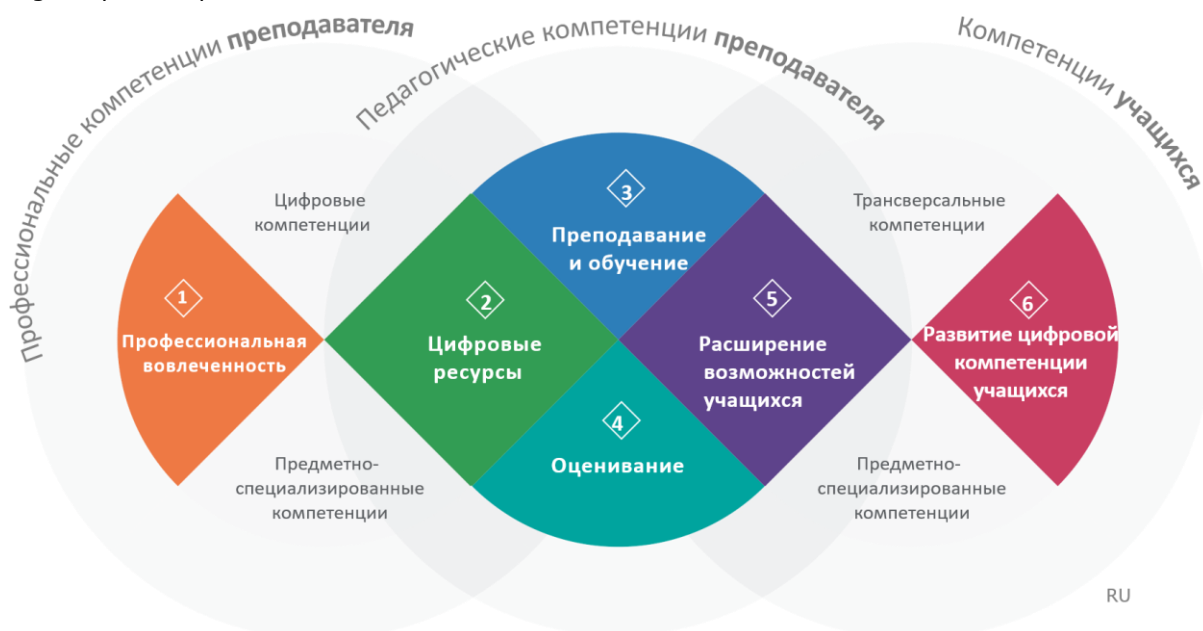 Профессиональные компетенции преподавателя
Педагогические компетенции преподавателя
Компетенции учащихся
Цифровые
компетенции
Трансверсальные
компетенции
1
Профессиональная
вовлеченность
2
Цифровые
ресурсы
3
Преподавание
и обучение
4
Оценивание
5
Расширение
возможностей
учащихся
6
Развитие цифровой
компетенции
учащихся
Предметно-
специализированные
компетенции
Предметно-
специализированные
компетенции
RU